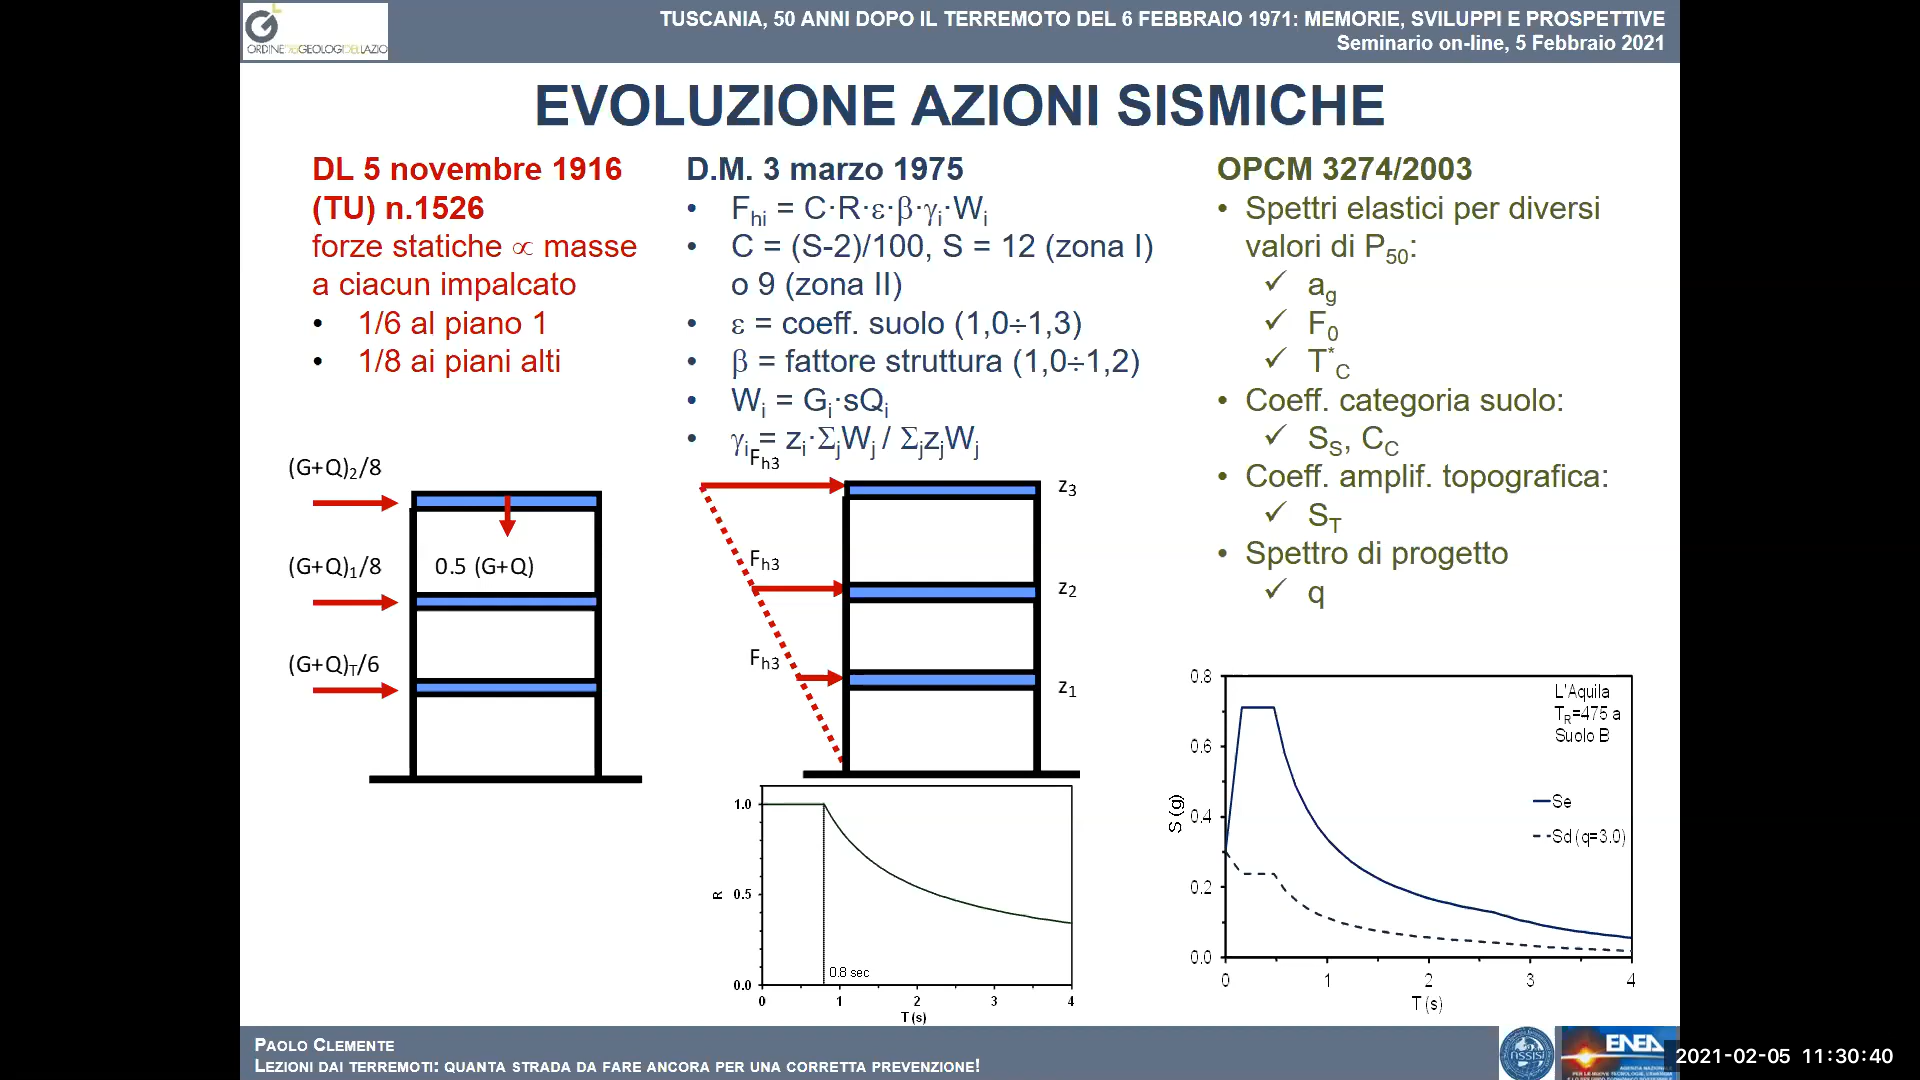 ORDINE DEI GEOLOGI DEL LAZIO
TUSCANIA, 50 ANNI DOPO IL TERREMOTO DEL 6 FEBBRAIO 1971: MEMORIE, SVILUPPI E PROSPETTIVE
Seminario on-line, 5 Febbraio 2021
EVOLUZIONE AZIONI SISMICHE
DL 5 novembre 1916
(TU) n.1526
forze statiche ∝ masse
a ciacun impalcato
• 1/6 al piano 1
• 1/8 ai piani alti
(G+Q)2/8
(G+Q)1/8
0.5 (G+Q)
(G+Q)T/6
D.M. 3 marzo 1975
• Fhi = C·R·ε·β·γi·Wi
• C = (S-2)/100, S = 12 (zona I)
o 9 (zona II)
• ε = coeff. suolo (1,0÷1,3)
• β = fattore struttura (1,0÷1,2)
• Wi = Gi·sQi
• γi = zi·ΣjWj / ΣjzjWj
Fh3
z3
Fh3
z2
Fh3
z1
1.0
0.5
0.0
R
0.8 sec
0 1 2 3 4
T (s)
OPCM 3274/2003
• Spettri elastici per diversi
valori di P50:
✓ ag
✓ F0
✓ T*C
• Coeff. categoria suolo:
✓ SS, CC
• Coeff. amplif. topografica:
✓ ST
• Spettro di progetto
✓ q
0.8
0.6
0.4
0.2
0.0
S (g)
L'Aquila
TR=475 a
Suolo B
Se
Sd (q=3.0)
0 1 2 3 4
T (s)
PAOLO CLEMENTE
LEZIONI DAI TERREMOTI: QUANTA STRADA DA FARE ANCORA PER UNA CORRETTA PREVENZIONE!
ENEA
2021-02-05 11:30:40